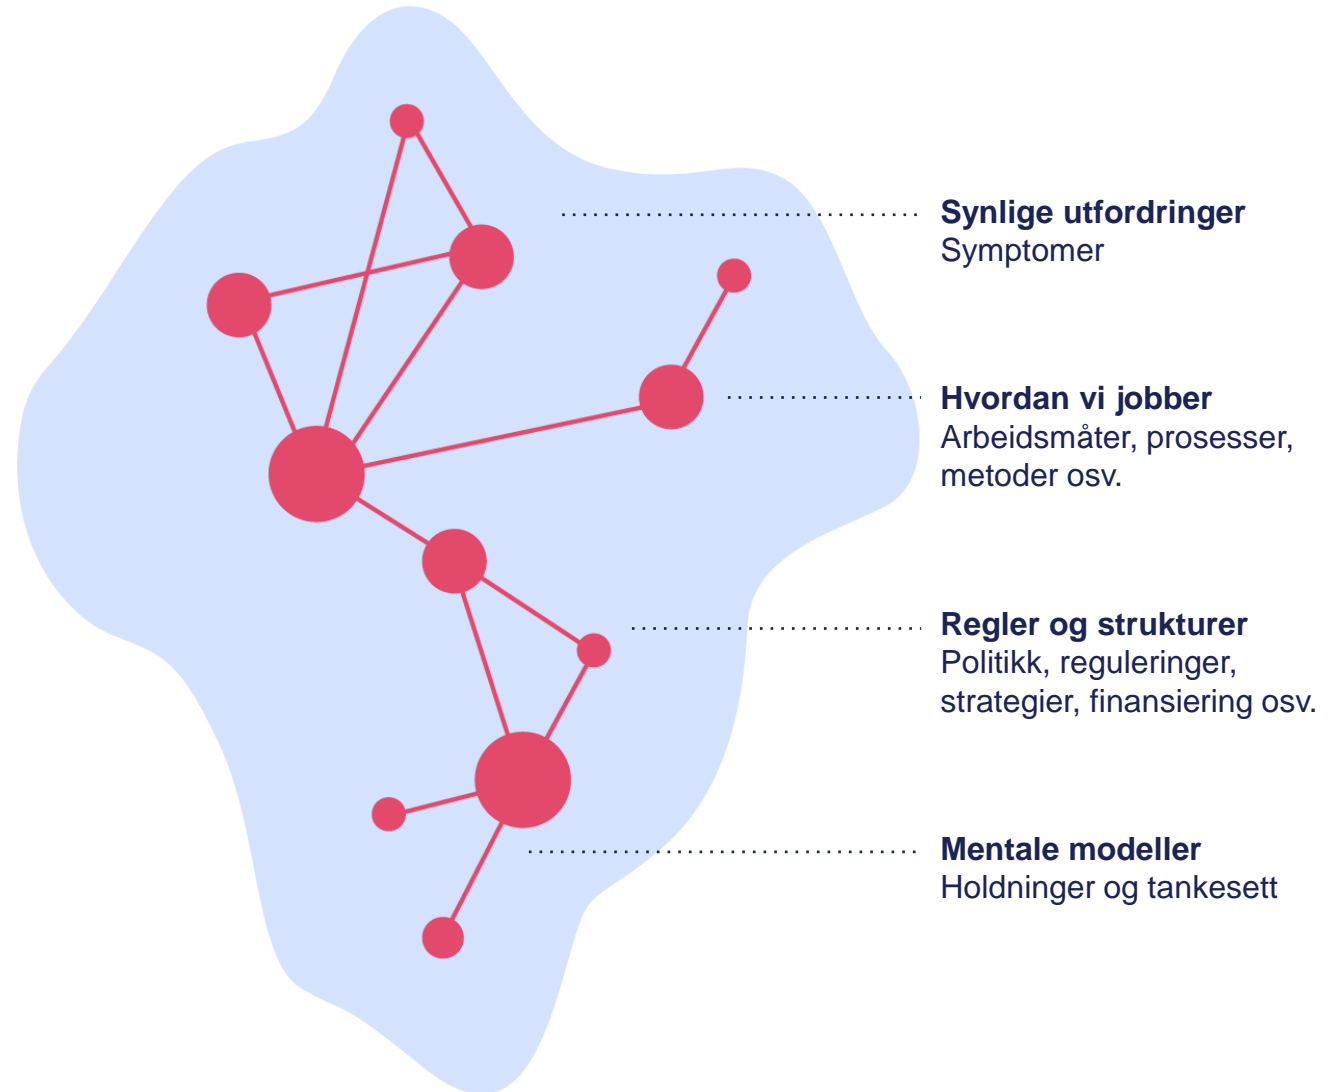 Synlige utfordringer
Symptomer
Hvordan vi jobber
Arbeidsmåter, prosesser,
metoder osv.
Regler og strukturer
Politikk, reguleringer,
strategier, finansiering osv.
Mentale modeller
Holdninger og tankesett